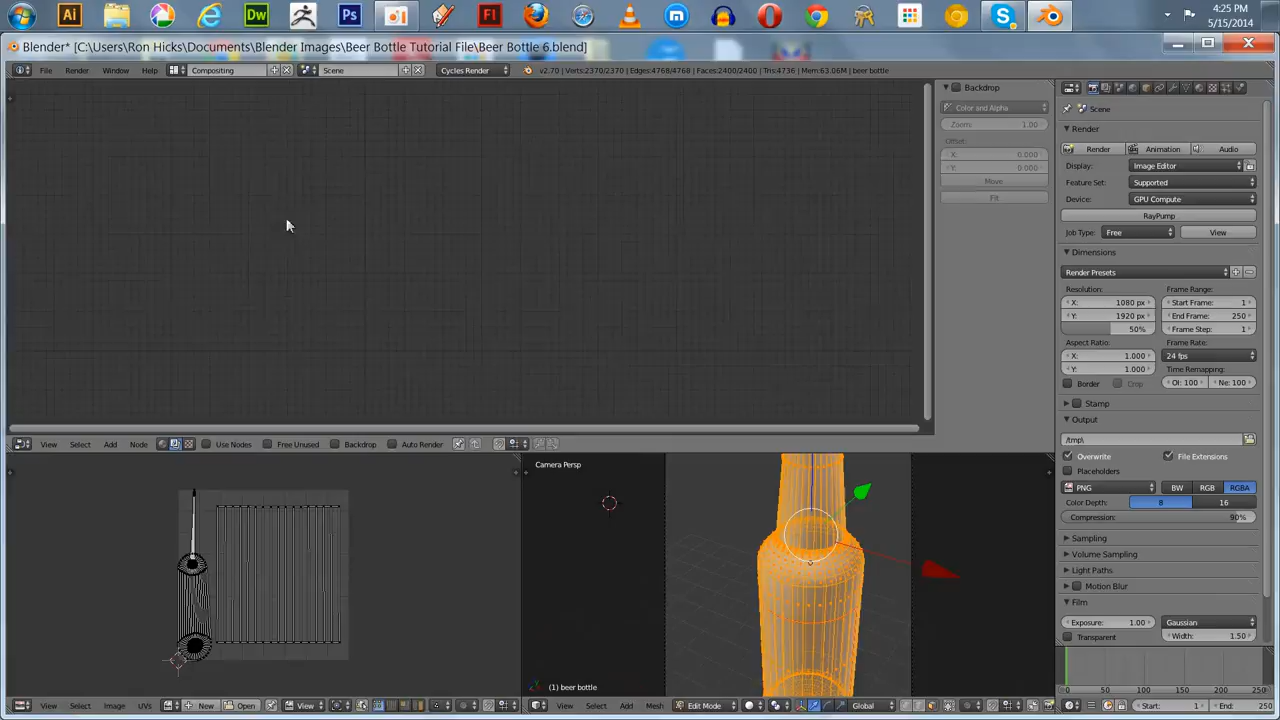 Ai
Dw
Ps
Fl
4:25 PM
5/15/2014
Blender* [C:\Users\Ron Hicks\Documents\Blender Images\Beer Bottle Tutorial File\Beer Bottle 6.blend]
File Render Window Help Compositing Scene Cycles Render v2.70 | Verts:2370/2370 | Edges:4768/4768 | Faces:2400/2400 | Tris:4736 | Mem:63.06M | beer bottle
Backdrop
Color and Alpha
Zoom: 1.00
Offset:
X: 0.000
Y: 0.000
Move
Fit
Scene
Render
Render Animation Audio
Display: Image Editor
Feature Set: Supported
Device: GPU Compute
RayPump
Job Type: Free View
Dimensions
Render Presets
Resolution: Frame Range:
X: 1080 px Start Frame: 1
Y: 1920 px End Frame: 250
50% Frame Step: 1
Aspect Ratio: Frame Rate:
X: 1.000 24 fps
Y: 1.000 Time Remapping:
Border Crop Ol: 100 Ne: 100
Stamp
Output
/tmp\
Overwrite File Extensions
Placeholders
PNG BW RGB RGBA
Color Depth: 8 16
Compression: 90%
Sampling
Volume Sampling
Light Paths
Motion Blur
Film
Exposure: 1.00 Gaussian
Transparent Width: 1.50
View Select Add Node Use Nodes Free Unused Backdrop Auto Render
Camera Persp
(1) beer bottle
0 50 100 150 200 250
View Select Image UVs New Open View
View Select Add Mesh Edit Mode Global
Start: 1 End: 250